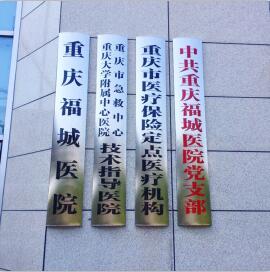 重庆福城医院
重庆市急救中心
重庆大学附属中心医院
技术指导医院
重庆市医疗保险定点医疗机构
中共重庆福城医院党支部